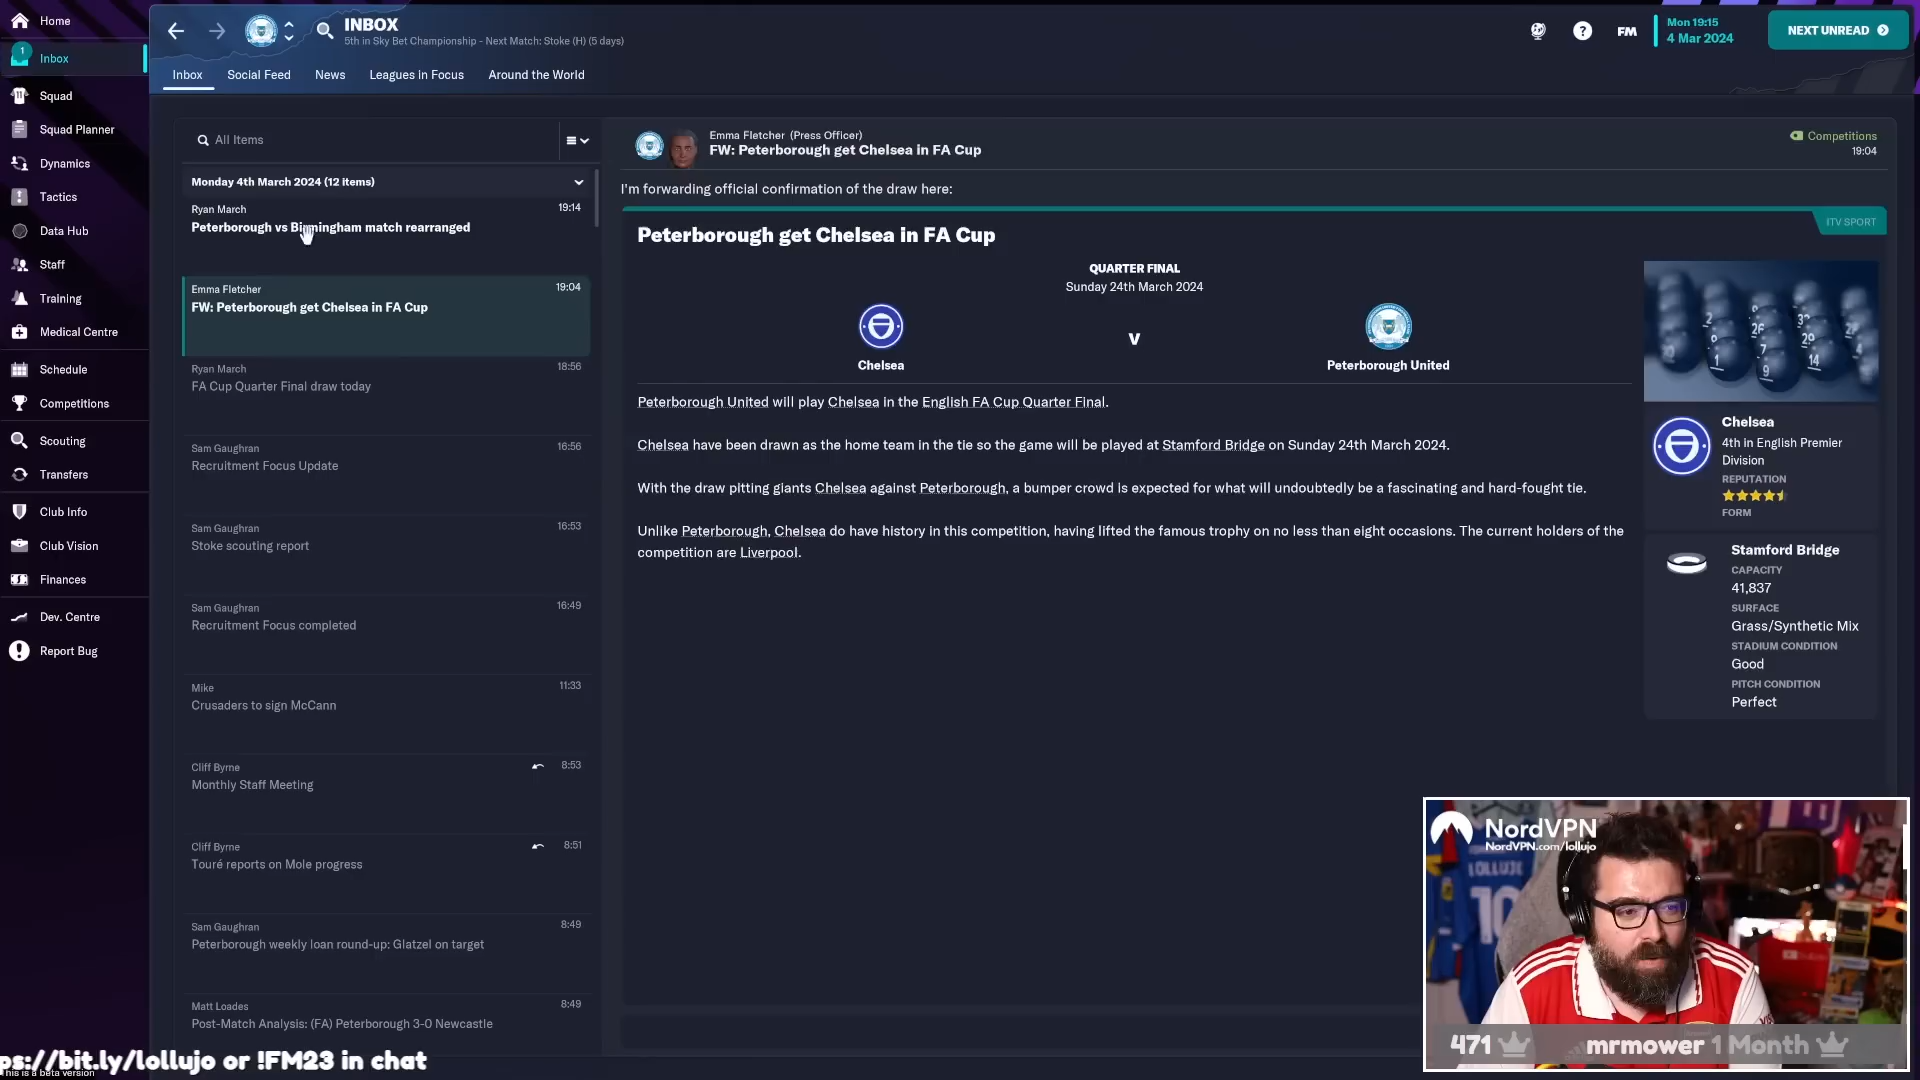 Home
1
Inbox
Squad
Squad Planner
Dynamics
Tactics
Data Hub
Staff
Training
Medical Centre
Schedule
Competitions
Scouting
Transfers
Club Info
Club Vision
Finances
Dev. Centre
Report Bug
INBOX
5th in Sky Bet Championship - Next Match: Stoke (H) (5 days)
FM
Mon 19:15
4 Mar 2024
NEXT UNREAD
Inbox Social Feed News Leagues in Focus Around the World
All Items
Monday 4th March 2024 (12 items)
Ryan March 19:14
Peterborough vs Birmingham match rearranged
Emma Fletcher 19:04
FW: Peterborough get Chelsea in FA Cup
Ryan March 18:56
FA Cup Quarter Final draw today
Sam Gaughran 16:56
Recruitment Focus Update
Sam Gaughran 16:53
Stoke scouting report
Sam Gaughran 16:49
Recruitment Focus completed
Mike 11:33
Crusaders to sign McCann
Cliff Byrne 8:53
Monthly Staff Meeting
Cliff Byrne 8:51
Touré reports on Mole progress
Sam Gaughran 8:49
Peterborough weekly loan round-up: Glatzel on target
Matt Loades 8:49
Post-Match Analysis: (FA) Peterborough 3-0 Newcastle
Emma Fletcher (Press Officer)
FW: Peterborough get Chelsea in FA Cup
Competitions
19:04
I'm forwarding official confirmation of the draw here:
ITV SPORT
Peterborough get Chelsea in FA Cup
QUARTER FINAL
Sunday 24th March 2024
V
Chelsea Peterborough United
Peterborough United will play Chelsea in the English FA Cup Quarter Final.
Chelsea have been drawn as the home team in the tie so the game will be played at Stamford Bridge on Sunday 24th March 2024.
With the draw pitting giants Chelsea against Peterborough, a bumper crowd is expected for what will undoubtedly be a fascinating and hard-fought tie.
Unlike Peterborough, Chelsea do have history in this competition, having lifted the famous trophy on no less than eight occasions. The current holders of the
competition are Liverpool.
Chelsea
4th in English Premier
Division
REPUTATION
FORM
Stamford Bridge
CAPACITY
41,837
SURFACE
Grass/Synthetic Mix
STADIUM CONDITION
Good
PITCH CONDITION
Perfect
NordVPN
NordVPN.com/lollujo
LOLLUJO
10
471 mrmower 1 Month
ps://bit.ly/lollujo or !FM23 in chat
This is a beta version